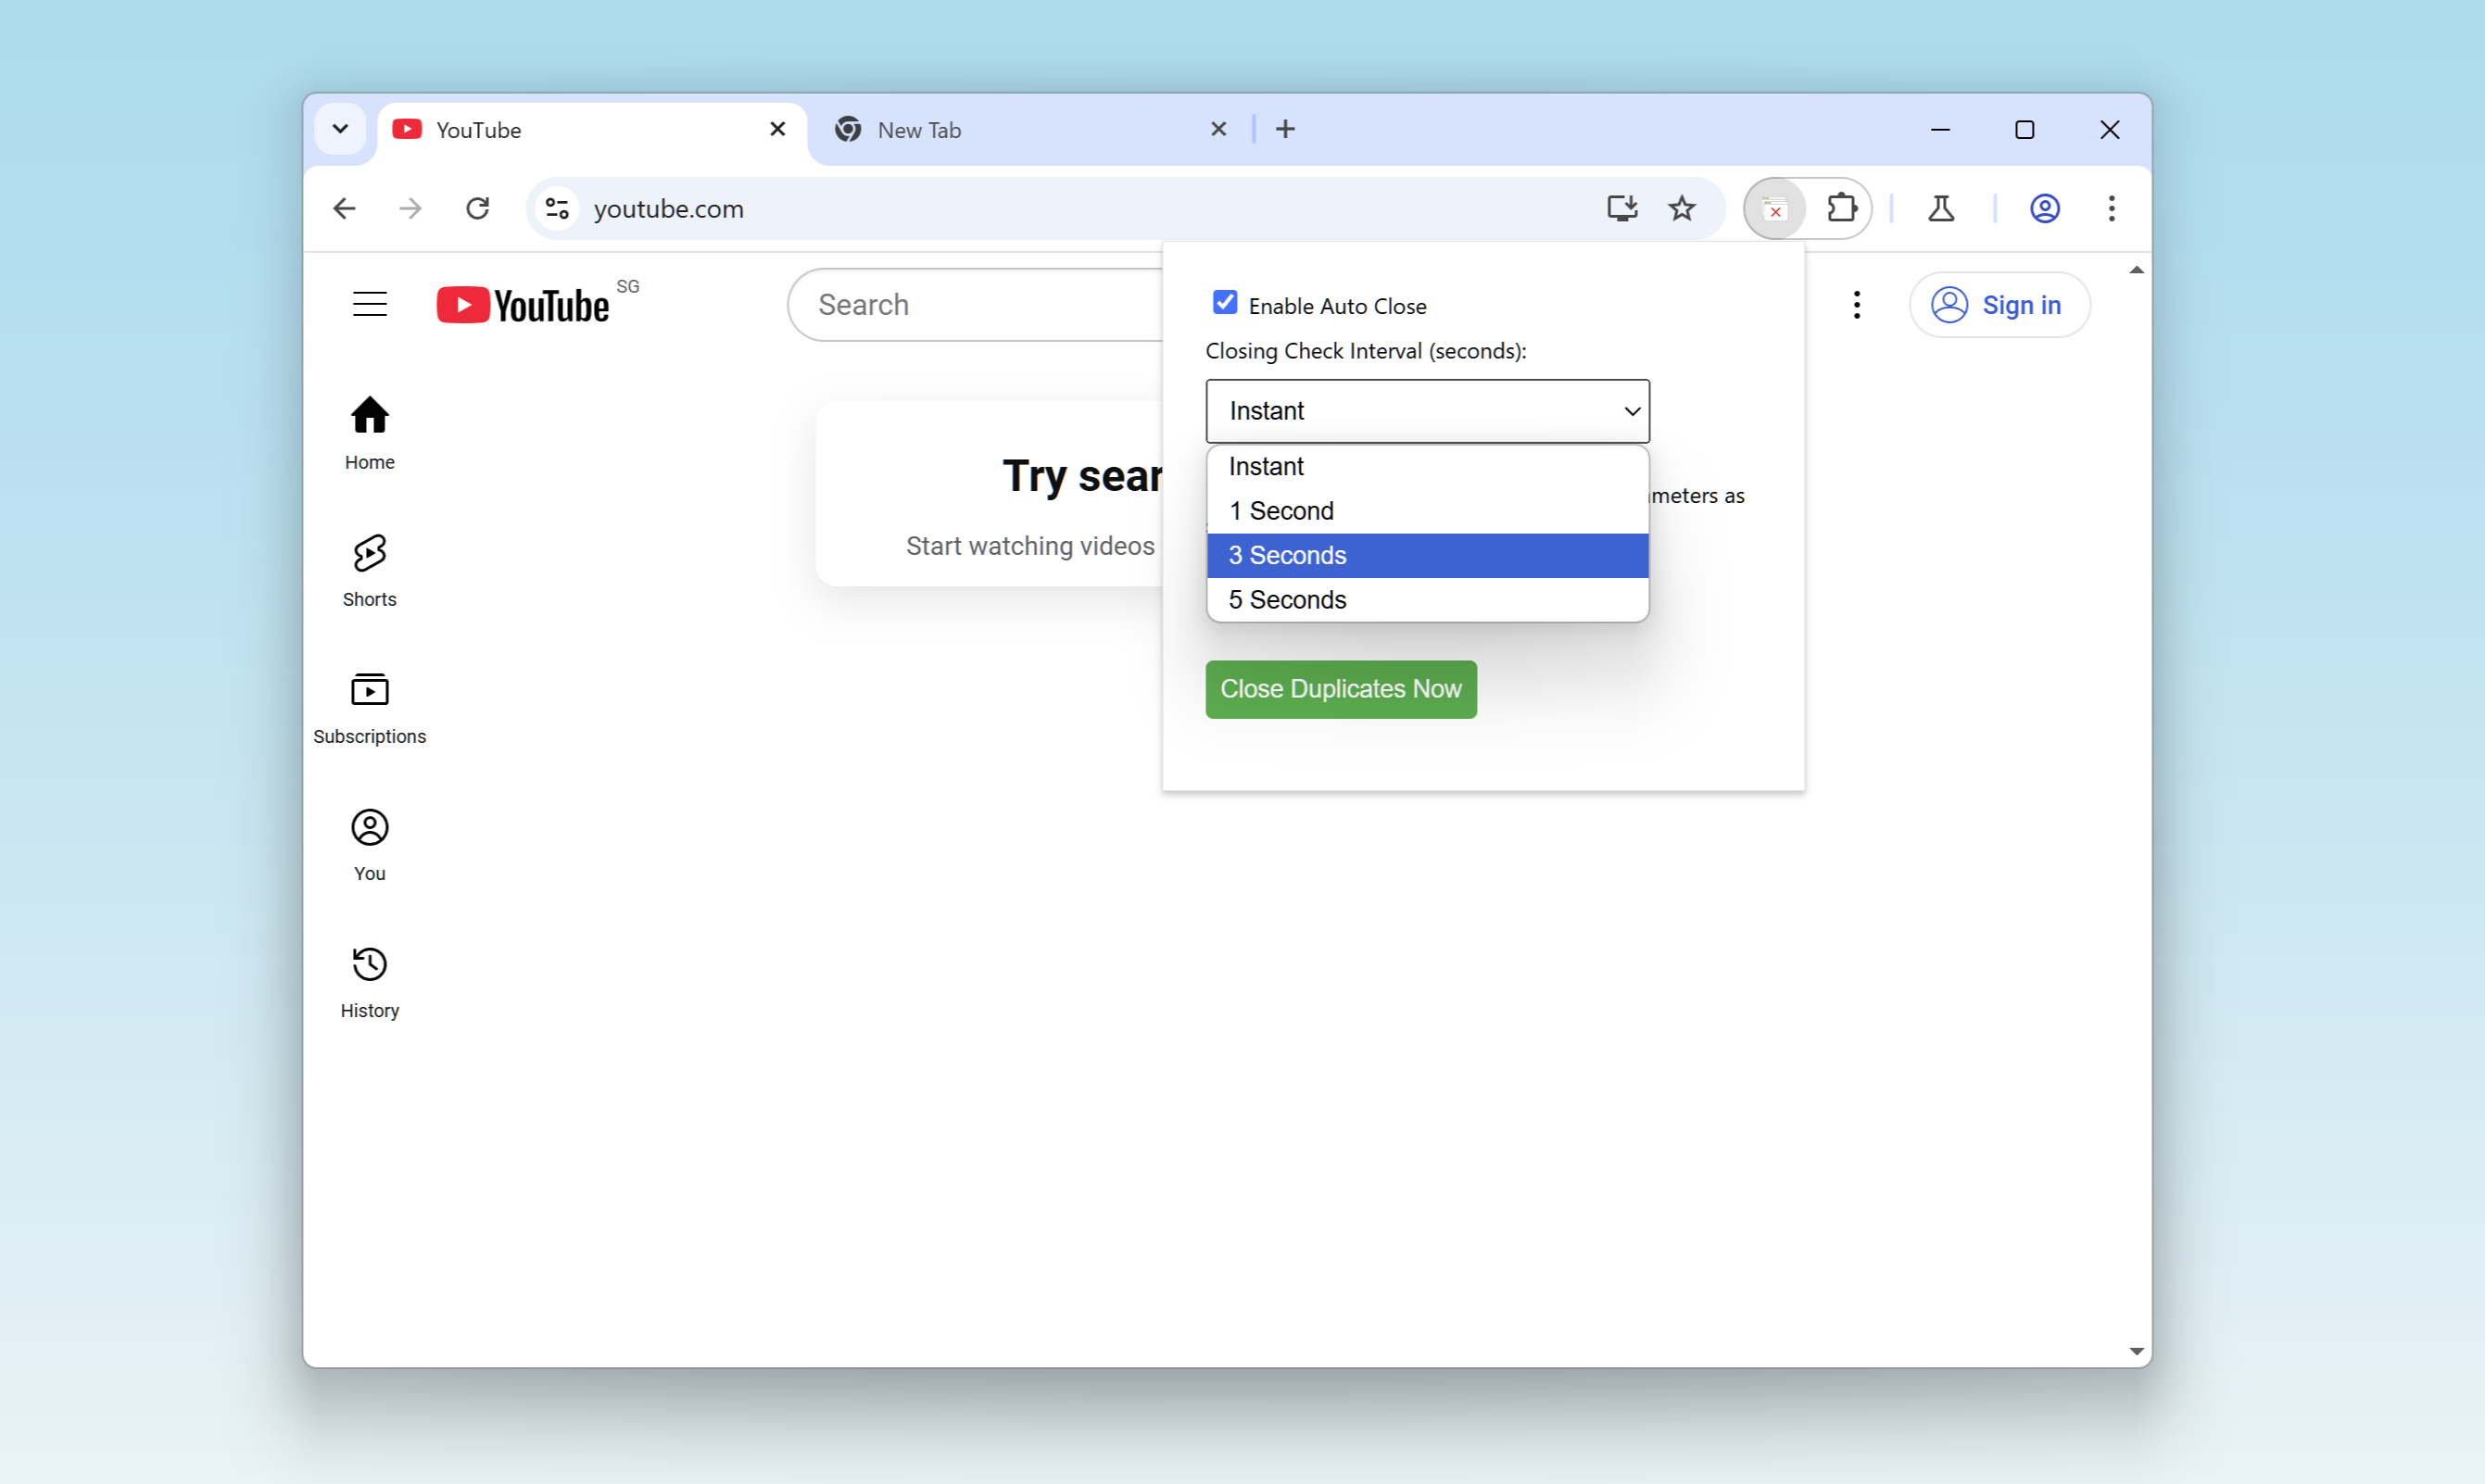 YouTube
New Tab
youtube.com
YouTube SG
Search
Sign in
Home
Shorts
Subscriptions
You
History
Try sear
Start watching videos
Enable Auto Close
Closing Check Interval (seconds):
Instant
Instant
1 Second
3 Seconds
5 Seconds
meters as
Close Duplicates Now